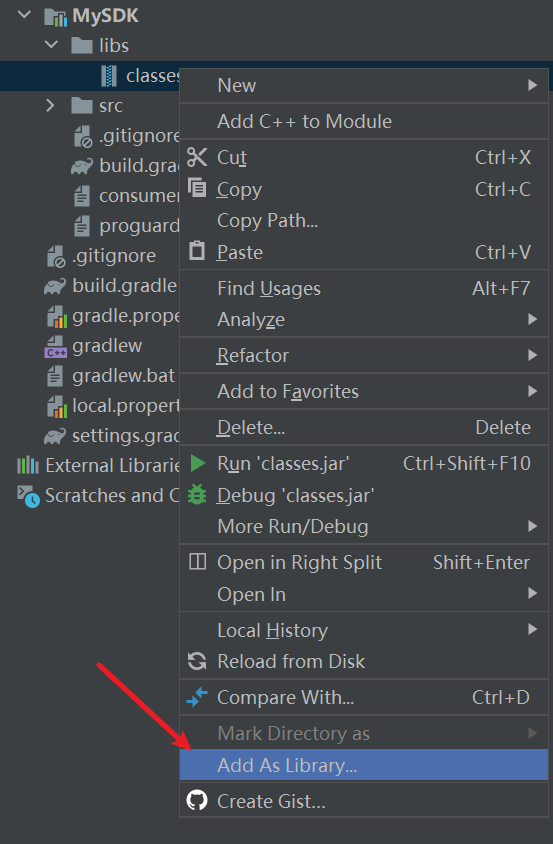 MySDK
libs
classes
src
.gitignore
build.grad
consumer
proguard
.gitignore
build.gradle
gradle.prope
gradlew
gradlew.bat
local.propert
settings.grad
External Librarie
Scratches and C
New
Add C++ to Module
Cut Ctrl+X
Copy Ctrl+C
Copy Path...
Paste Ctrl+V
Find Usages Alt+F7
Analyze
Refactor
Add to Favorites
Delete... Delete
Run 'classes.jar' Ctrl+Shift+F10
Debug 'classes.jar'
More Run/Debug
Open in Right Split Shift+Enter
Open In
Local History
Reload from Disk
Compare With... Ctrl+D
Mark Directory as
Add As Library...
Create Gist...
C++